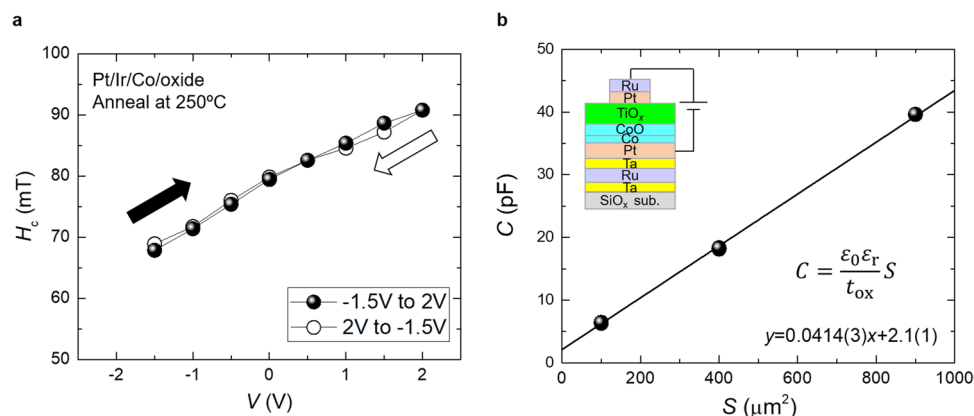 a
Pt/Ir/Co/oxide
Anneal at 250ºC
100
90
80
70
60
50
H_c (mT)
-1.5V to 2V
2V to -1.5V
-2
-1
0
1
2
V (V)
b
50
40
30
20
10
0
C (pF)
Ru
Pt
TiOₓ
CoO
Co
Pt
Ta
Ru
Ta
SiOₓ sub.
C = ε₀εᵣ/t_ox S
y=0.0414(3)x+2.1(1)
0
200
400
600
800
1000
S (μm²)